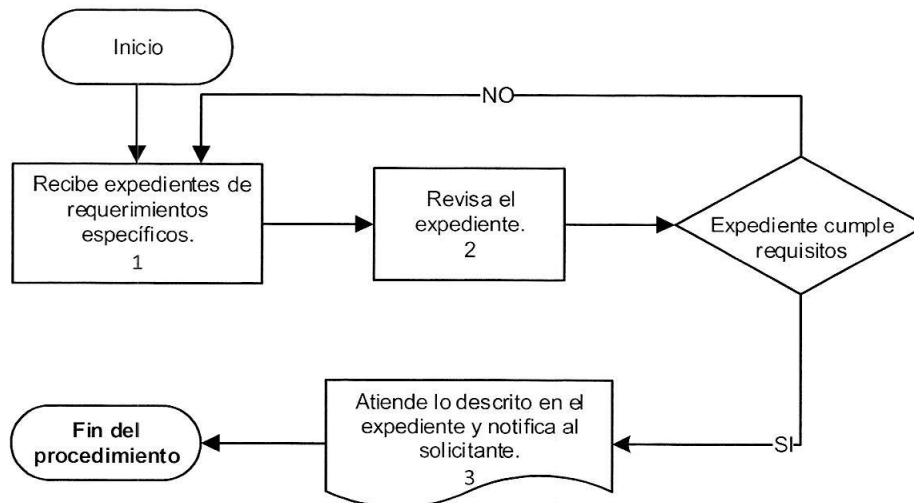 Inicio
NO
Recibe expedientes de
requerimientos
específicos.
1
Revisa el
expediente.
2
Expediente cumple
requisitos
Atiende lo descrito en el
expediente y notifica al
solicitante.
3
SI
Fin del
procedimiento